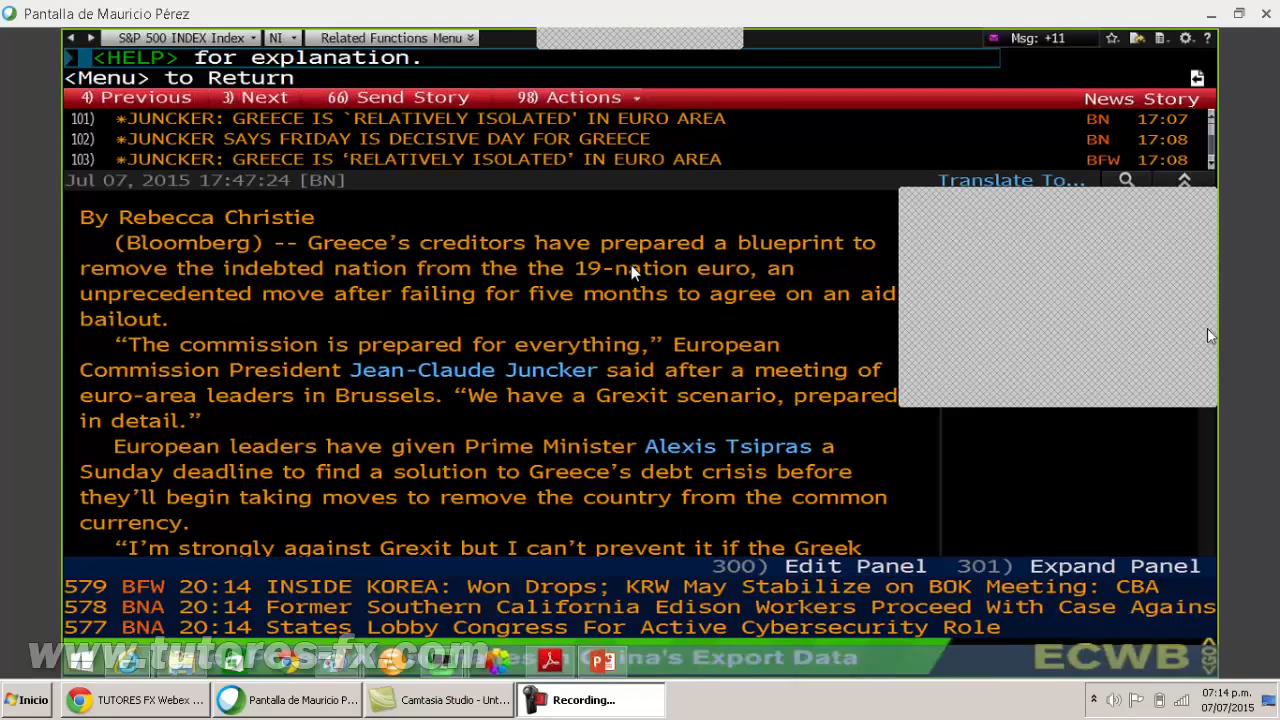 Pantalla de Mauricio Pérez
S&P 500 INDEX Index NI Related Functions Menu Msg: +11
<HELP> for explanation.
<Menu> to Return
4) Previous 3) Next 66) Send Story 98) Actions News Story
101) *JUNCKER: GREECE IS `RELATIVELY ISOLATED' IN EURO AREA BN 17:07
102) *JUNCKER SAYS FRIDAY IS DECISIVE DAY FOR GREECE BN 17:08
103) *JUNCKER: GREECE IS ‘RELATIVELY ISOLATED’ IN EURO AREA BFW 17:08
Jul 07, 2015 17:47:24 [BN] Translate To...
By Rebecca Christie
(Bloomberg) -- Greece’s creditors have prepared a blueprint to
remove the indebted nation from the the 19-nation euro, an
unprecedented move after failing for five months to agree on an aid
bailout.
“The commission is prepared for everything,” European
Commission President Jean-Claude Juncker said after a meeting of
euro-area leaders in Brussels. “We have a Grexit scenario, prepared
in detail.”
European leaders have given Prime Minister Alexis Tsipras a
Sunday deadline to find a solution to Greece’s debt crisis before
they’ll begin taking moves to remove the country from the common
currency.
“I’m strongly against Grexit but I can’t prevent it if the Greek
300) Edit Panel 301) Expand Panel
579 BFW 20:14 INSIDE KOREA: Won Drops; KRW May Stabilize on BOK Meeting: CBA
578 BNA 20:14 Former Southern California Edison Workers Proceed With Case Agains
577 BNA 20:14 States Lobby Congress For Active Cybersecurity Role
www.tutores-fx.com
's Export Data ECWB GO
Inicio TUTORES FX Webex ... Pantalla de Mauricio P... Camtasia Studio - Unt... Recording... 07:14 p.m.
07/07/2015